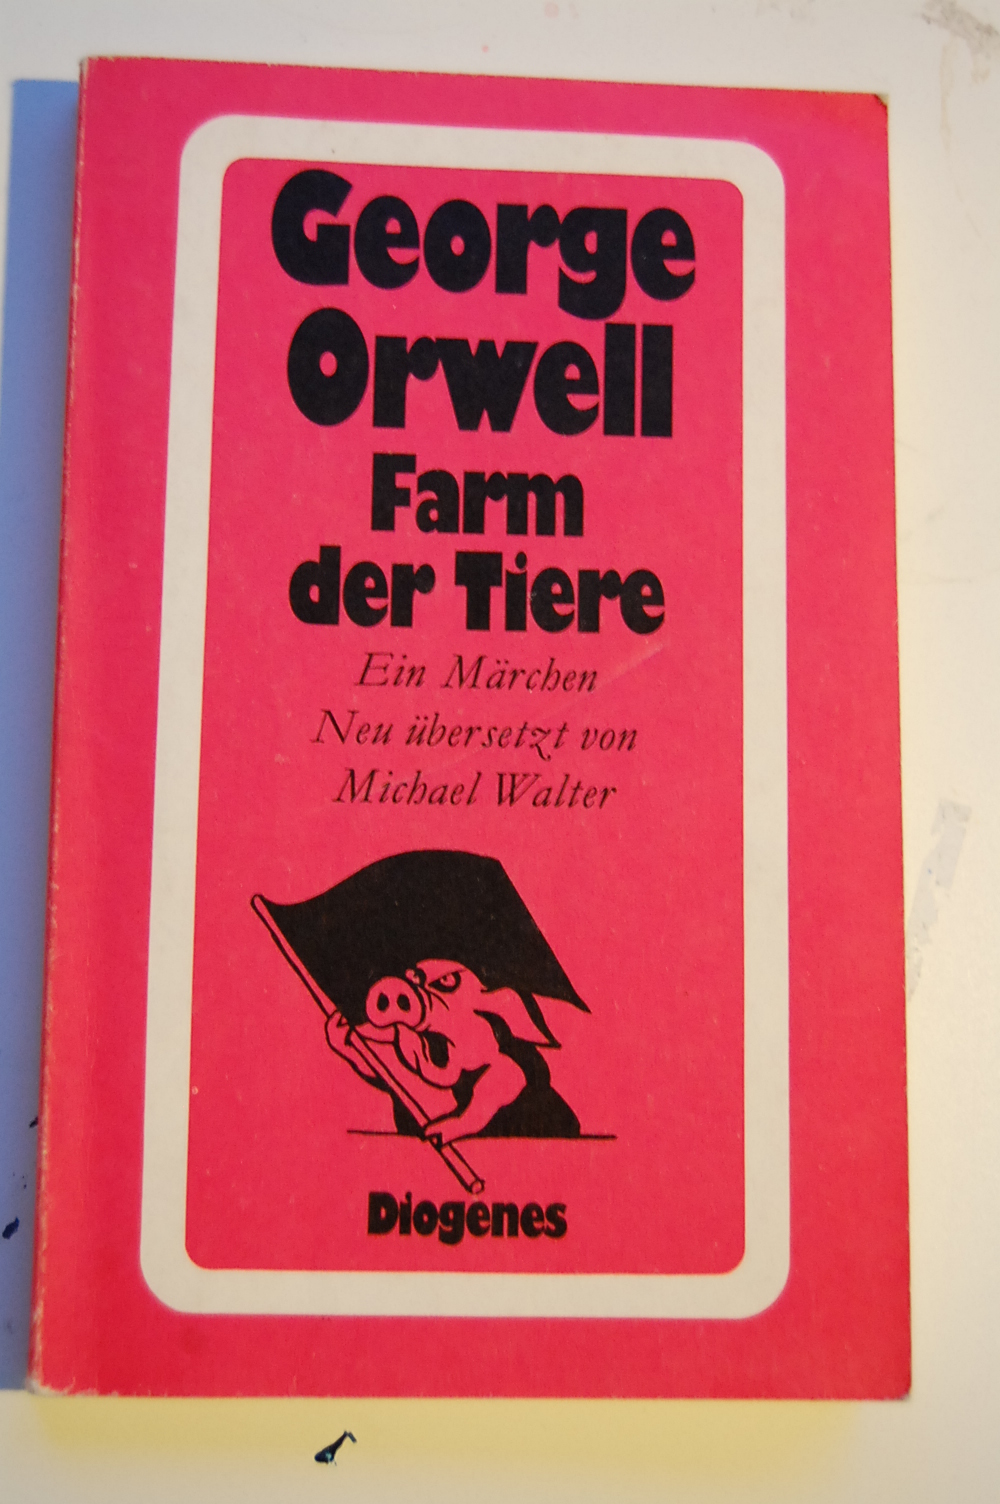 George
Orwell
Farm
der Tiere
Ein Märchen
Neu übersetzt von
Michael Walter
Diogenes